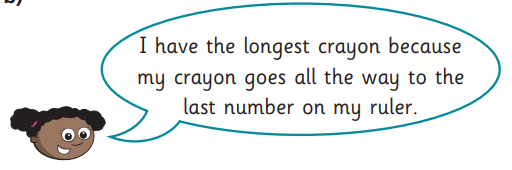 I have the longest crayon because
my crayon goes all the way to the
last number on my ruler.